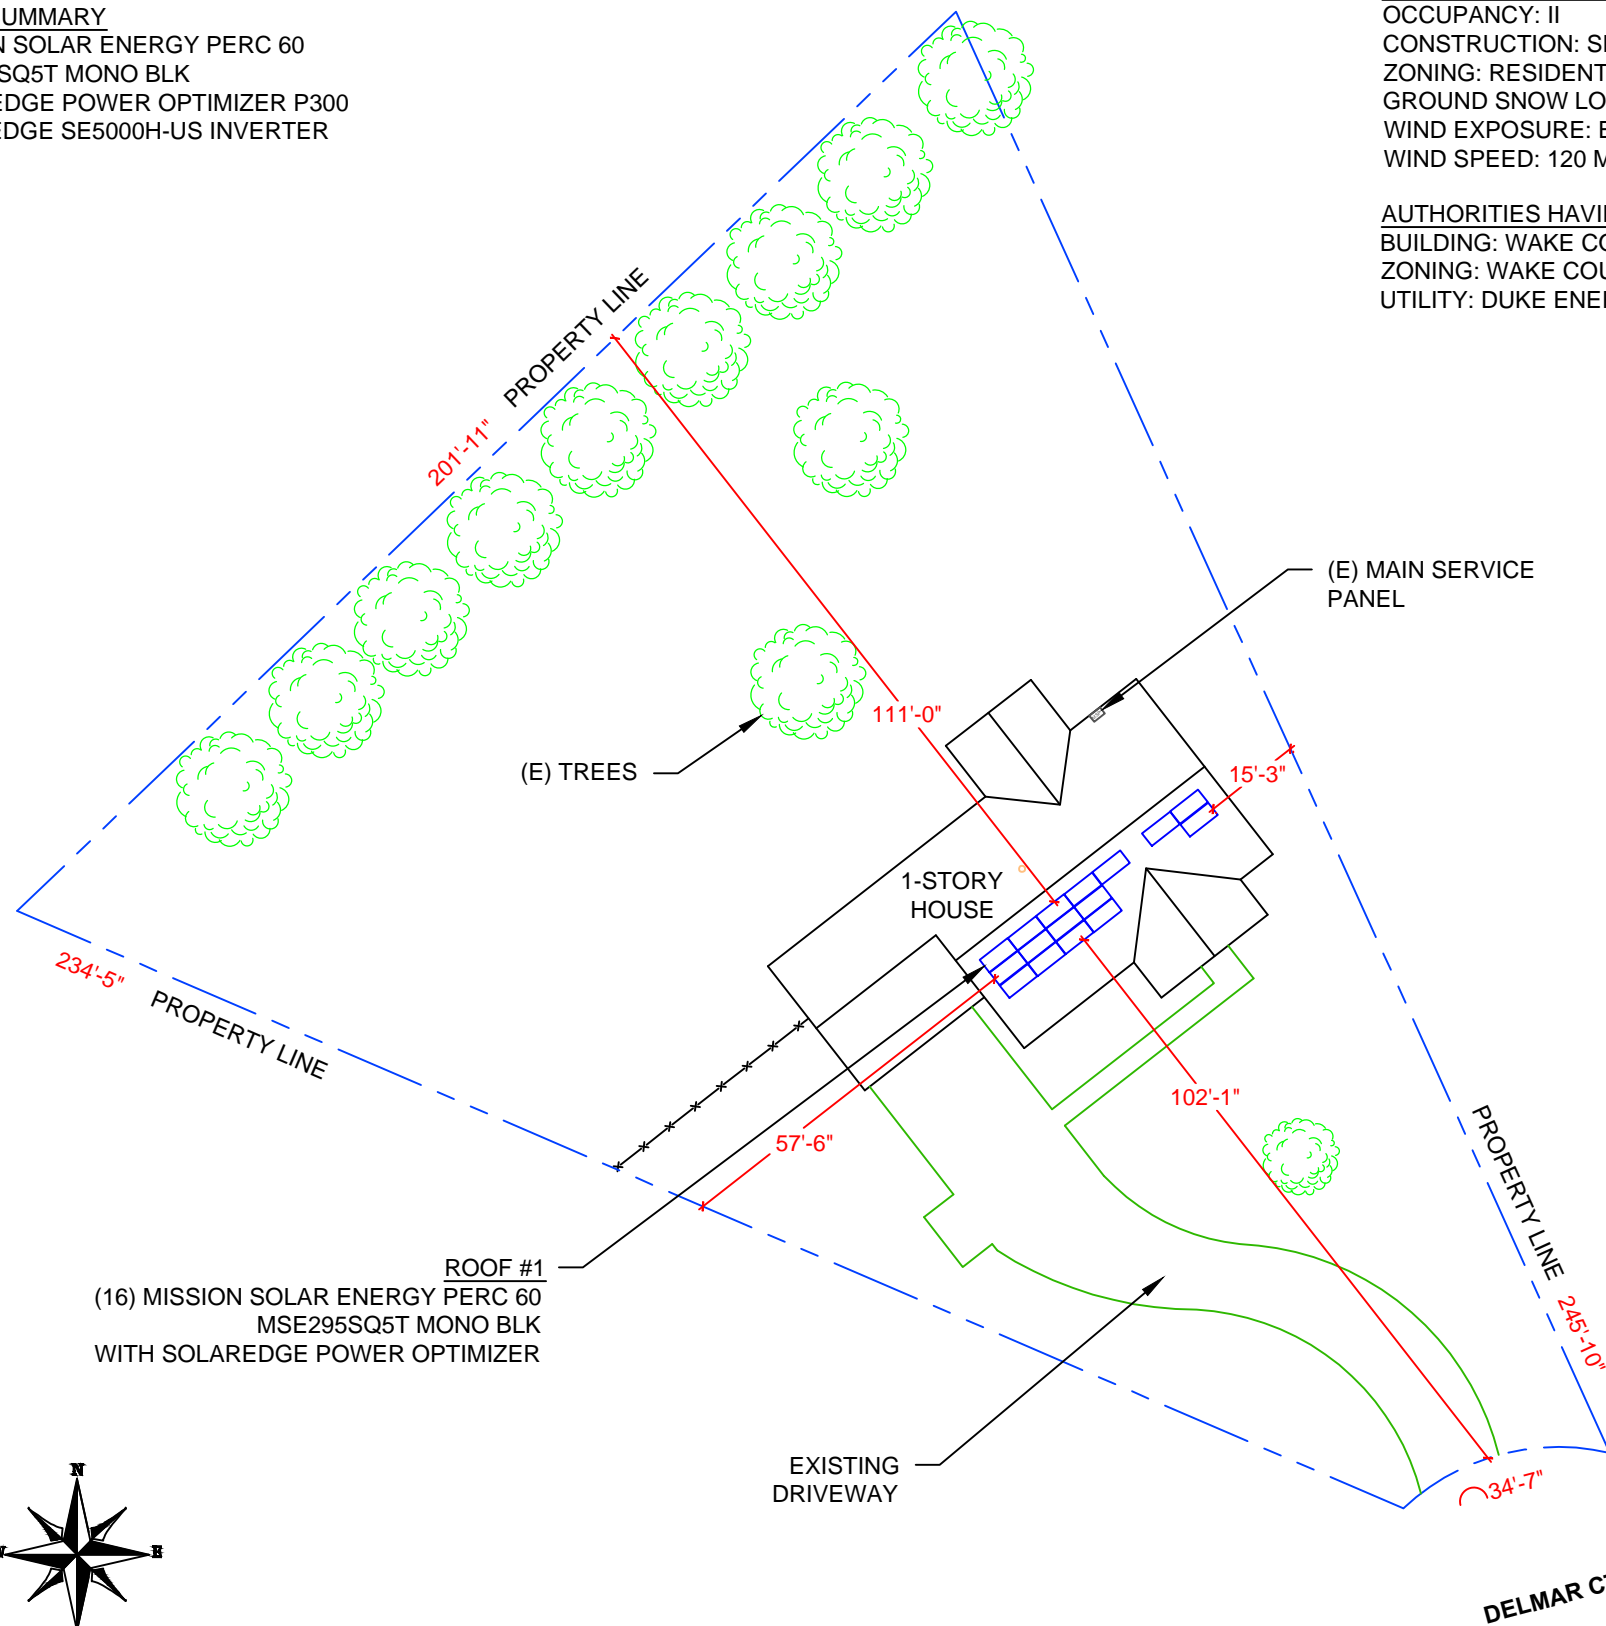 UMMARY
N SOLAR ENERGY PERC 60
SQ5T MONO BLK
EDGE POWER OPTIMIZER P300
EDGE SE5000H-US INVERTER
OCCUPANCY: II
CONSTRUCTION: SI
ZONING: RESIDENT
GROUND SNOW LO
WIND EXPOSURE: B
WIND SPEED: 120 M
AUTHORITIES HAVI
BUILDING: WAKE CO
ZONING: WAKE COU
UTILITY: DUKE ENE
PROPERTY LINE
201'-11"
(E) MAIN SERVICE
PANEL
111'-0"
15'-3"
(E) TREES
1-STORY
HOUSE
234'-5"
PROPERTY LINE
102'-1"
57'-6"
PROPERTY LINE
245'-10"
ROOF #1
(16) MISSION SOLAR ENERGY PERC 60
MSE295SQ5T MONO BLK
WITH SOLAREDGE POWER OPTIMIZER
EXISTING
DRIVEWAY
34'-7"
N
E
DELMAR CT